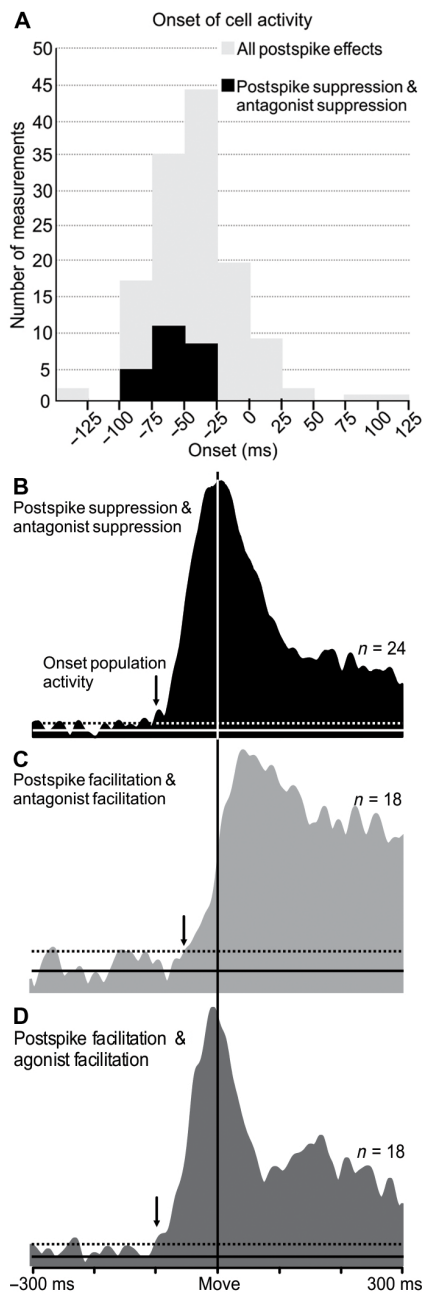 A
Onset of cell activity
All postspike effects
Postspike suppression &
antagonist suppression
Number of measurements
50
45
40
35
30
25
20
15
10
5
0
−125
−100
−75
−50
−25
0
25
50
75
100
125
Onset (ms)
B
Postspike suppression &
antagonist suppression
n = 24
Onset population
activity
C
Postspike facilitation &
antagonist facilitation
n = 18
D
Postspike facilitation &
agonist facilitation
n = 18
−300 ms
Move
300 ms